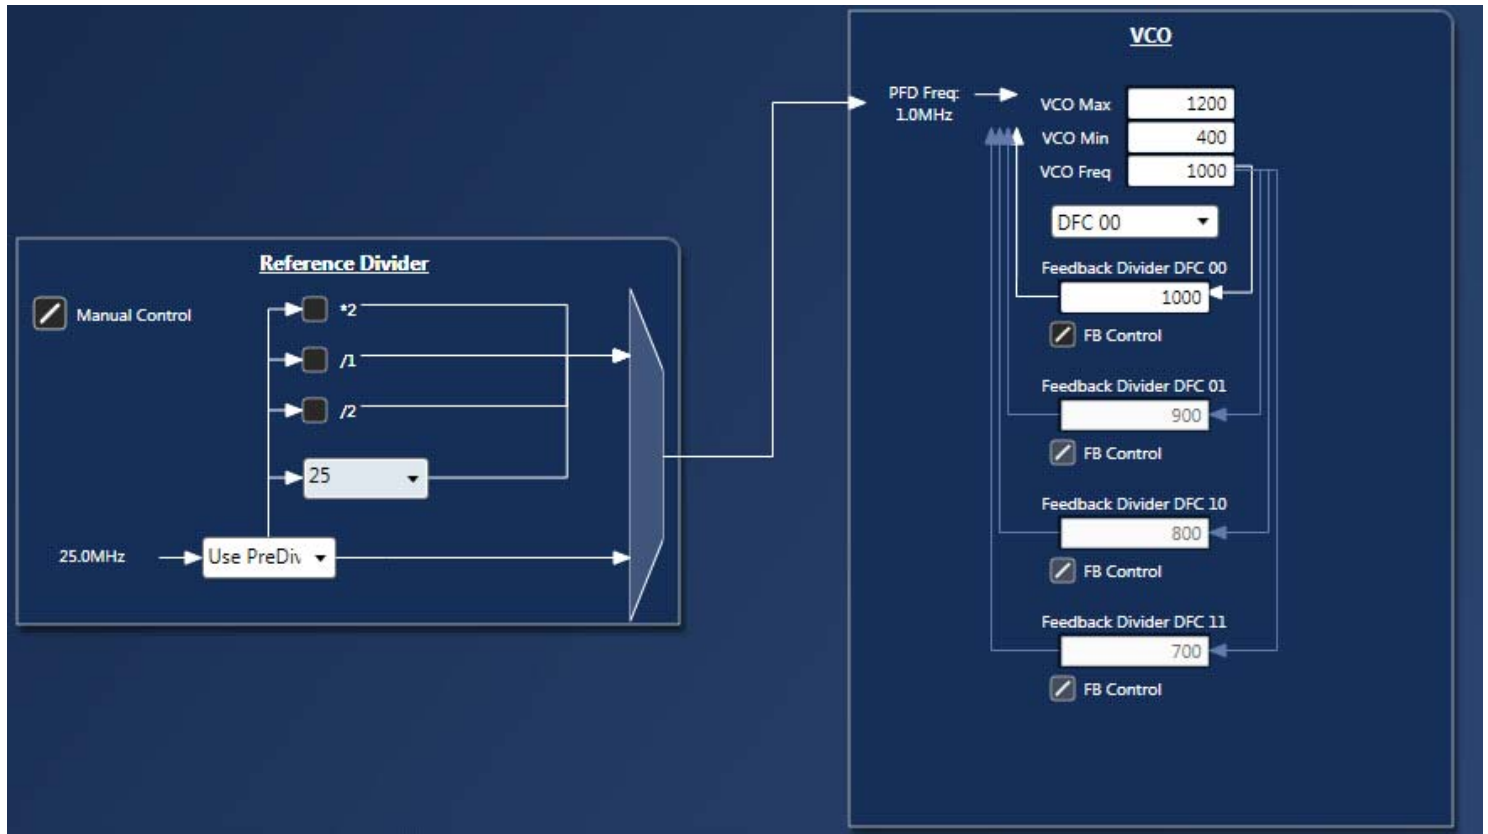 VCO
PFD Freq:
1.0MHz
VCO Max 1200
VCO Min 400
VCO Freq 1000
DFC 00
Feedback Divider DFC 00
1000
FB Control
Feedback Divider DFC 01
900
FB Control
Feedback Divider DFC 10
800
FB Control
Feedback Divider DFC 11
700
FB Control
Reference Divider
Manual Control
*2
/1
/2
25
25.0MHz
Use PreDiv